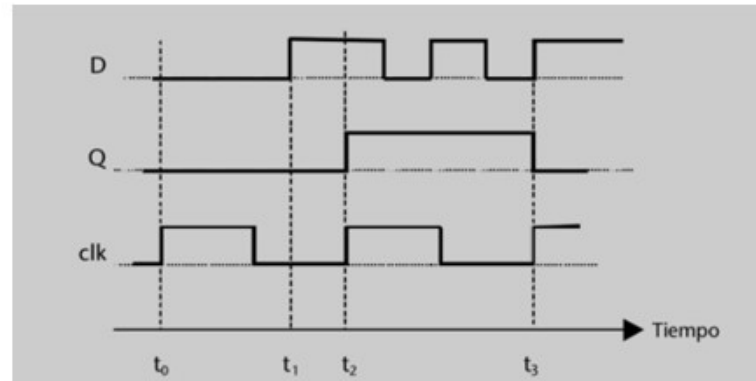 D
Q
clk
Tiempo
t₀ t₁ t₂ t₃